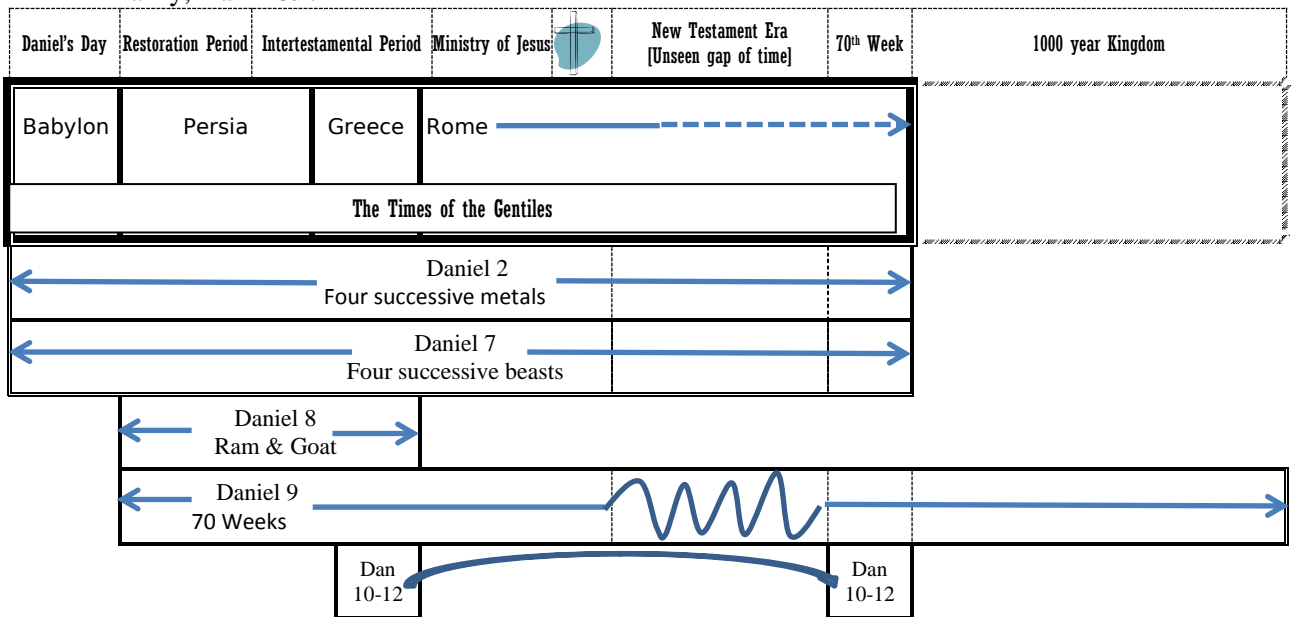 Daniel's Day Restoration Period Intertestamental Period Ministry of Jesus New Testament Era 70th Week 1000 year Kingdom
[Unseen gap of time]
Babylon Persia Greece Rome
The Times of the Gentiles
Daniel 2
Four successive metals
Daniel 7
Four successive beasts
Daniel 8
Ram & Goat
Daniel 9
70 Weeks
Dan
10-12
Dan
10-12